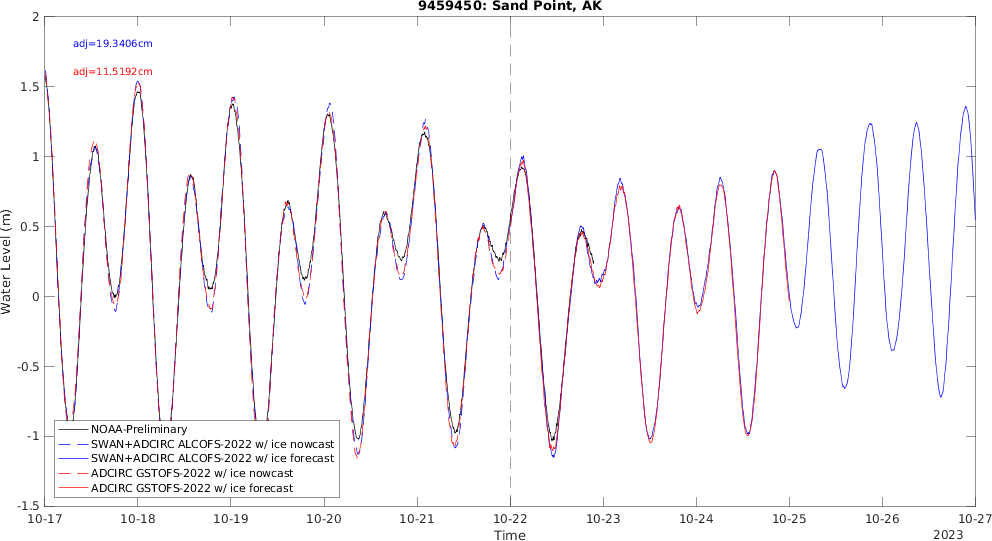 9459450: Sand Point, AK
adj=19.3406cm
adj=11.5192cm
2
1.5
1
0.5
0
-0.5
-1
-1.5
Water Level (m)
NOAA-Preliminary
SWAN+ADCIRC ALCOFS-2022 w/ ice nowcast
SWAN+ADCIRC ALCOFS-2022 w/ ice forecast
ADCIRC GSTOFS-2022 w/ ice nowcast
ADCIRC GSTOFS-2022 w/ ice forecast
10-17 10-18 10-19 10-20 10-21 10-22 10-23 10-24 10-25 10-26 10-27
Time
2023